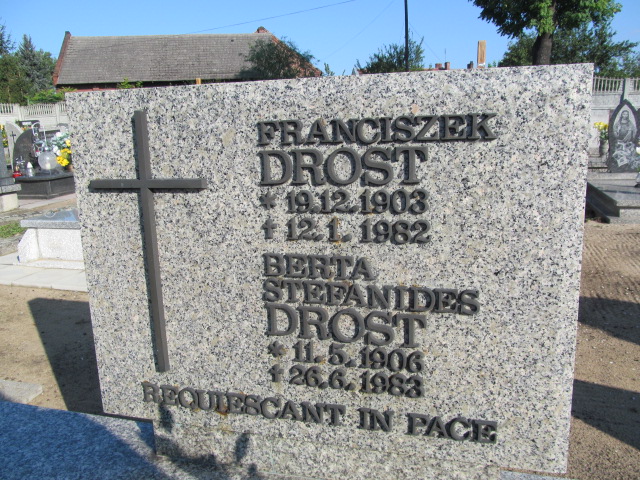 FRANCISZEK
DROST
* 19.12.1903
† 12.1.1982
BERTA
STEFANIDES
DROST
* 11.5.1906
† 26.6.1983
REQUIESCANT IN PACE